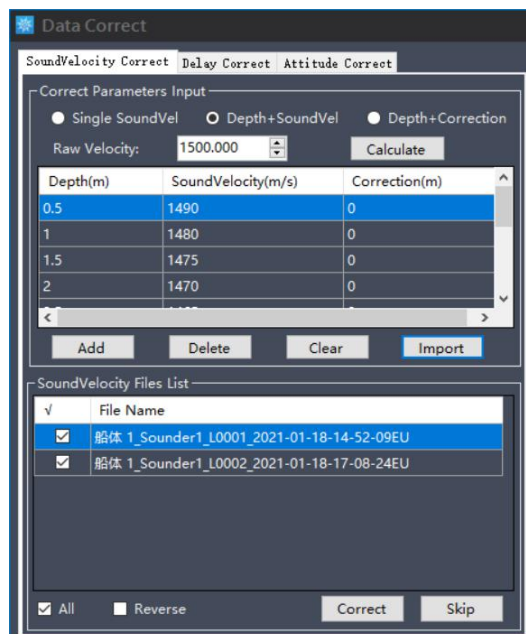 Data Correct
SoundVelocity Correct Delay Correct Attitude Correct
Correct Parameters Input
Single SoundVel Depth+SoundVel Depth+Correction
Raw Velocity: 1500.000 Calculate
Depth(m) SoundVelocity(m/s) Correction(m)
0.5 1490 0
1 1480 0
1.5 1475 0
2 1470 0
Add Delete Clear Import
SoundVelocity Files List
√ File Name
船体 1_Sounder1_L0001_2021-01-18-14-52-09EU
船体 1_Sounder1_L0002_2021-01-18-17-08-24EU
All Reverse Correct Skip